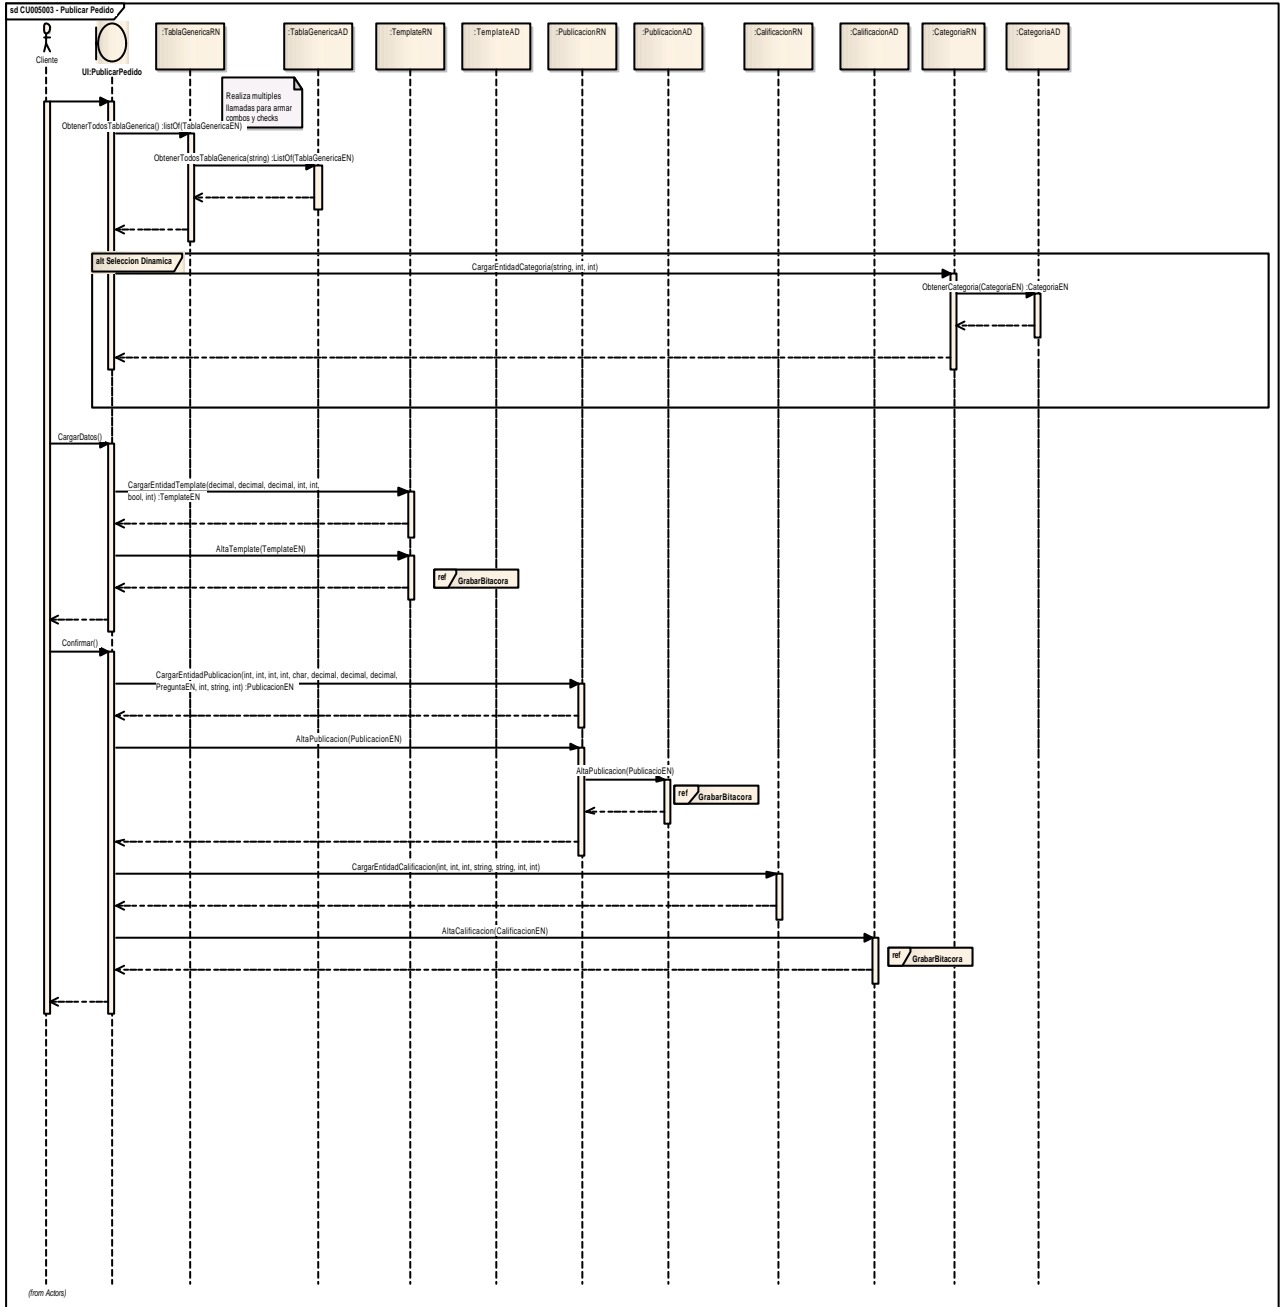 sd CU005003 - Publicar Pedido
Cliente
UI:PublicarPedido
:TablaGenericaRN
:TablaGenericaAD
:TemplateRN
:TemplateAD
:PublicacionRN
:PublicacionAD
:CalificacionRN
:CalificacionAD
:CategoriaRN
:CategoriaAD
Realiza multiples
llamadas para armar
combos y checks
ObtenerTodosTablaGenerica() :listOf(TablaGenericaEN)
ObtenerTodosTablaGenerica(string) :ListOf(TablaGenericaEN)
alt Seleccion Dinamica
CargarEntidadCategoria(string, int, int)
ObtenerCategoria(CategoriaEN) :CategoriaEN
CargarDatos()
CargarEntidadTemplate(decimal, decimal, decimal, int, int,
bool, int) :TemplateEN
AltaTemplate(TemplateEN)
ref
GrabarBitacora
Confirmar()
CargarEntidadPublicacion(int, int, int, int, char, decimal, decimal, decimal,
PreguntaEN, int, string, int) :PublicacionEN
AltaPublicacion(PublicacionEN)
AltaPublicacion(PublicacioEN)
ref
GrabarBitacora
CargarEntidadCalificacion(int, int, int, string, string, int, int)
AltaCalificacion(CalificacionEN)
ref
GrabarBitacora
(from Actors)